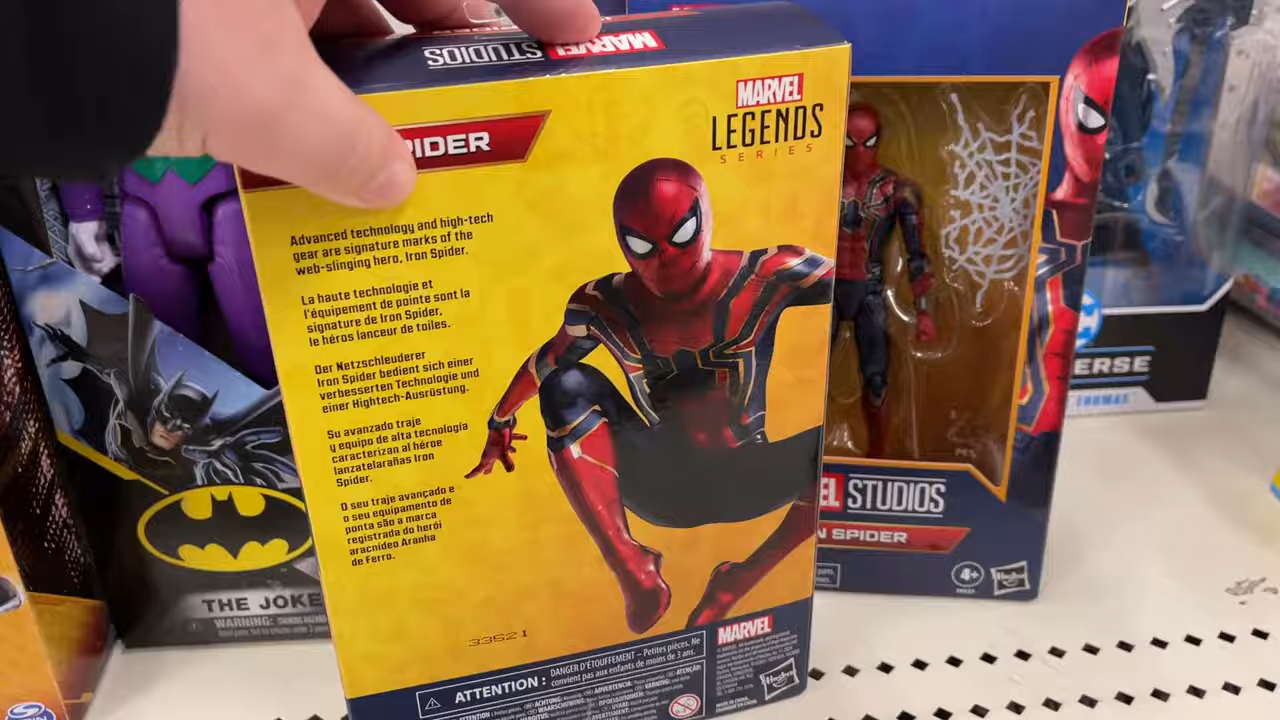 MARVEL STUDIOS
MARVEL
LEGENDS
SERIES
IDER
Advanced technology and high-tech
gear are signature marks of the
web-slinging hero, Iron Spider.
La haute technologie et
l'équipement de pointe sont la
signature de Iron Spider,
le héros lanceur de toiles.
Der Netzschleuderer
Iron Spider bedient sich einer
verbesserten Technologie und
einer Hightech-Ausrüstung.
Su avanzado traje
y equipo de alta tecnología
caracterizan al héroe
lanzatelarañas Iron
Spider.
O seu traje avançado e
o seu equipamento de
ponta são a marca
registrada do herói
aracnídeo Aranha
de Ferro.
33521
ATTENTION : DANGER D'ÉTOUFFEMENT – Petites pièces. Ne
convient pas aux enfants de moins de 3 ans.
MARVEL
Hasbro
EL STUDIOS
N SPIDER
4+
Hasbro
THE JOKE
WARNING:
ERSE